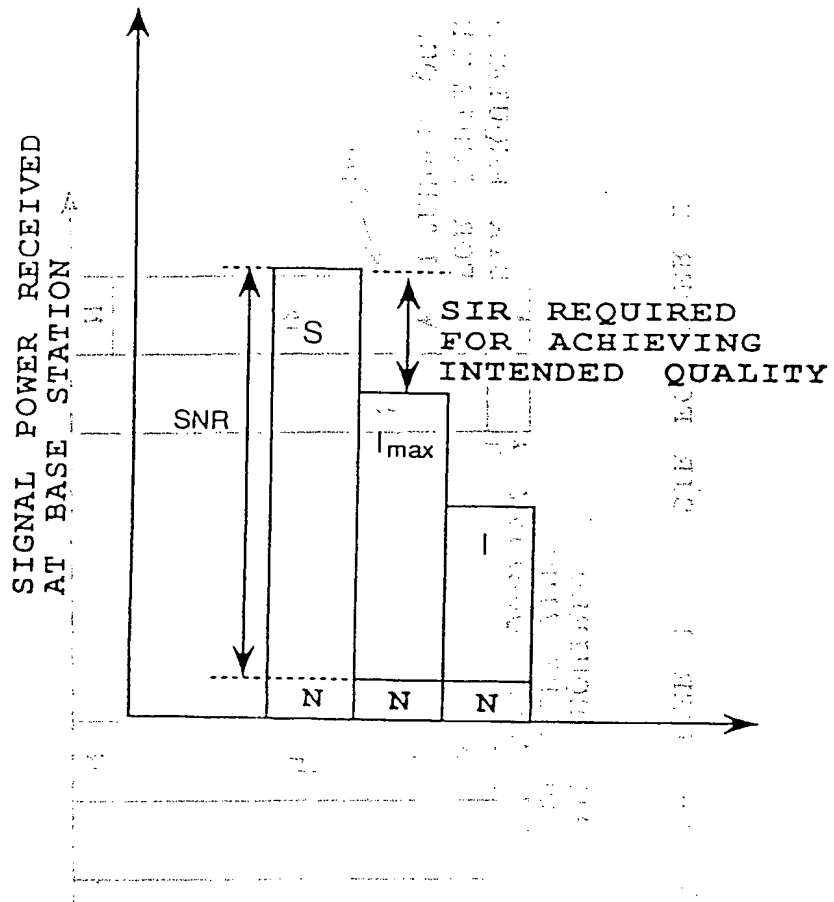 SIGNAL POWER RECEIVED
AT BASE STATION
S
SIR REQUIRED
FOR ACHIEVING
INTENDED QUALITY
SNR
Imax
I
N
N
N